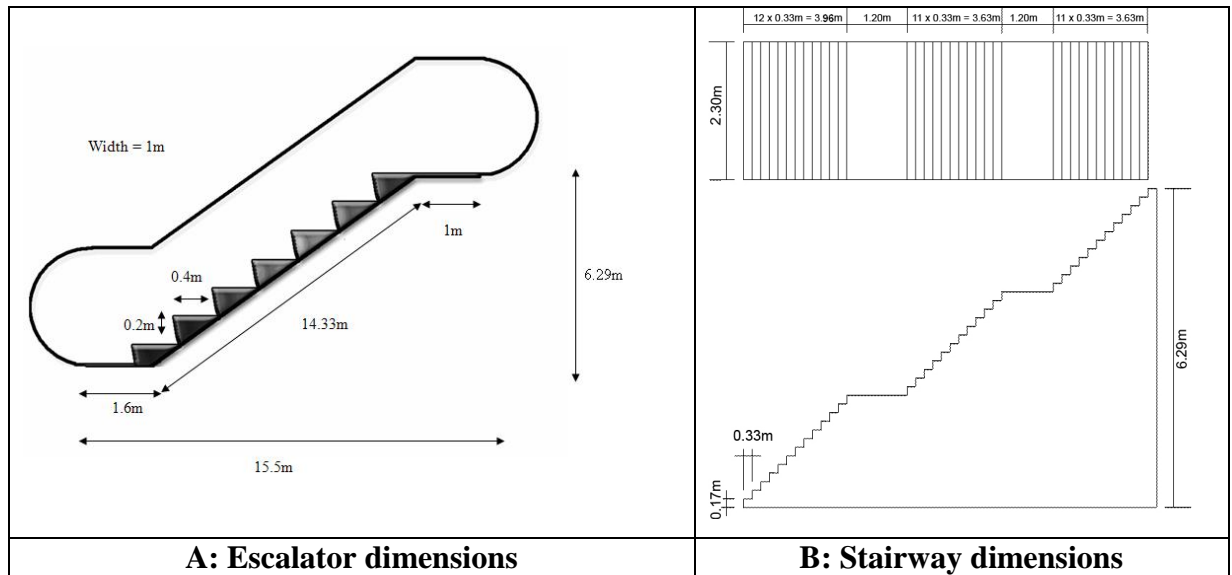 Width = 1m
1m
0.4m
6.29m
0.2m
14.33m
1.6m
15.5m
A: Escalator dimensions
12 x 0.33m = 3.96m
1.20m
11 x 0.33m = 3.63m
1.20m
11 x 0.33m = 3.63m
2.30m
6.29m
0.33m
0.17m
B: Stairway dimensions